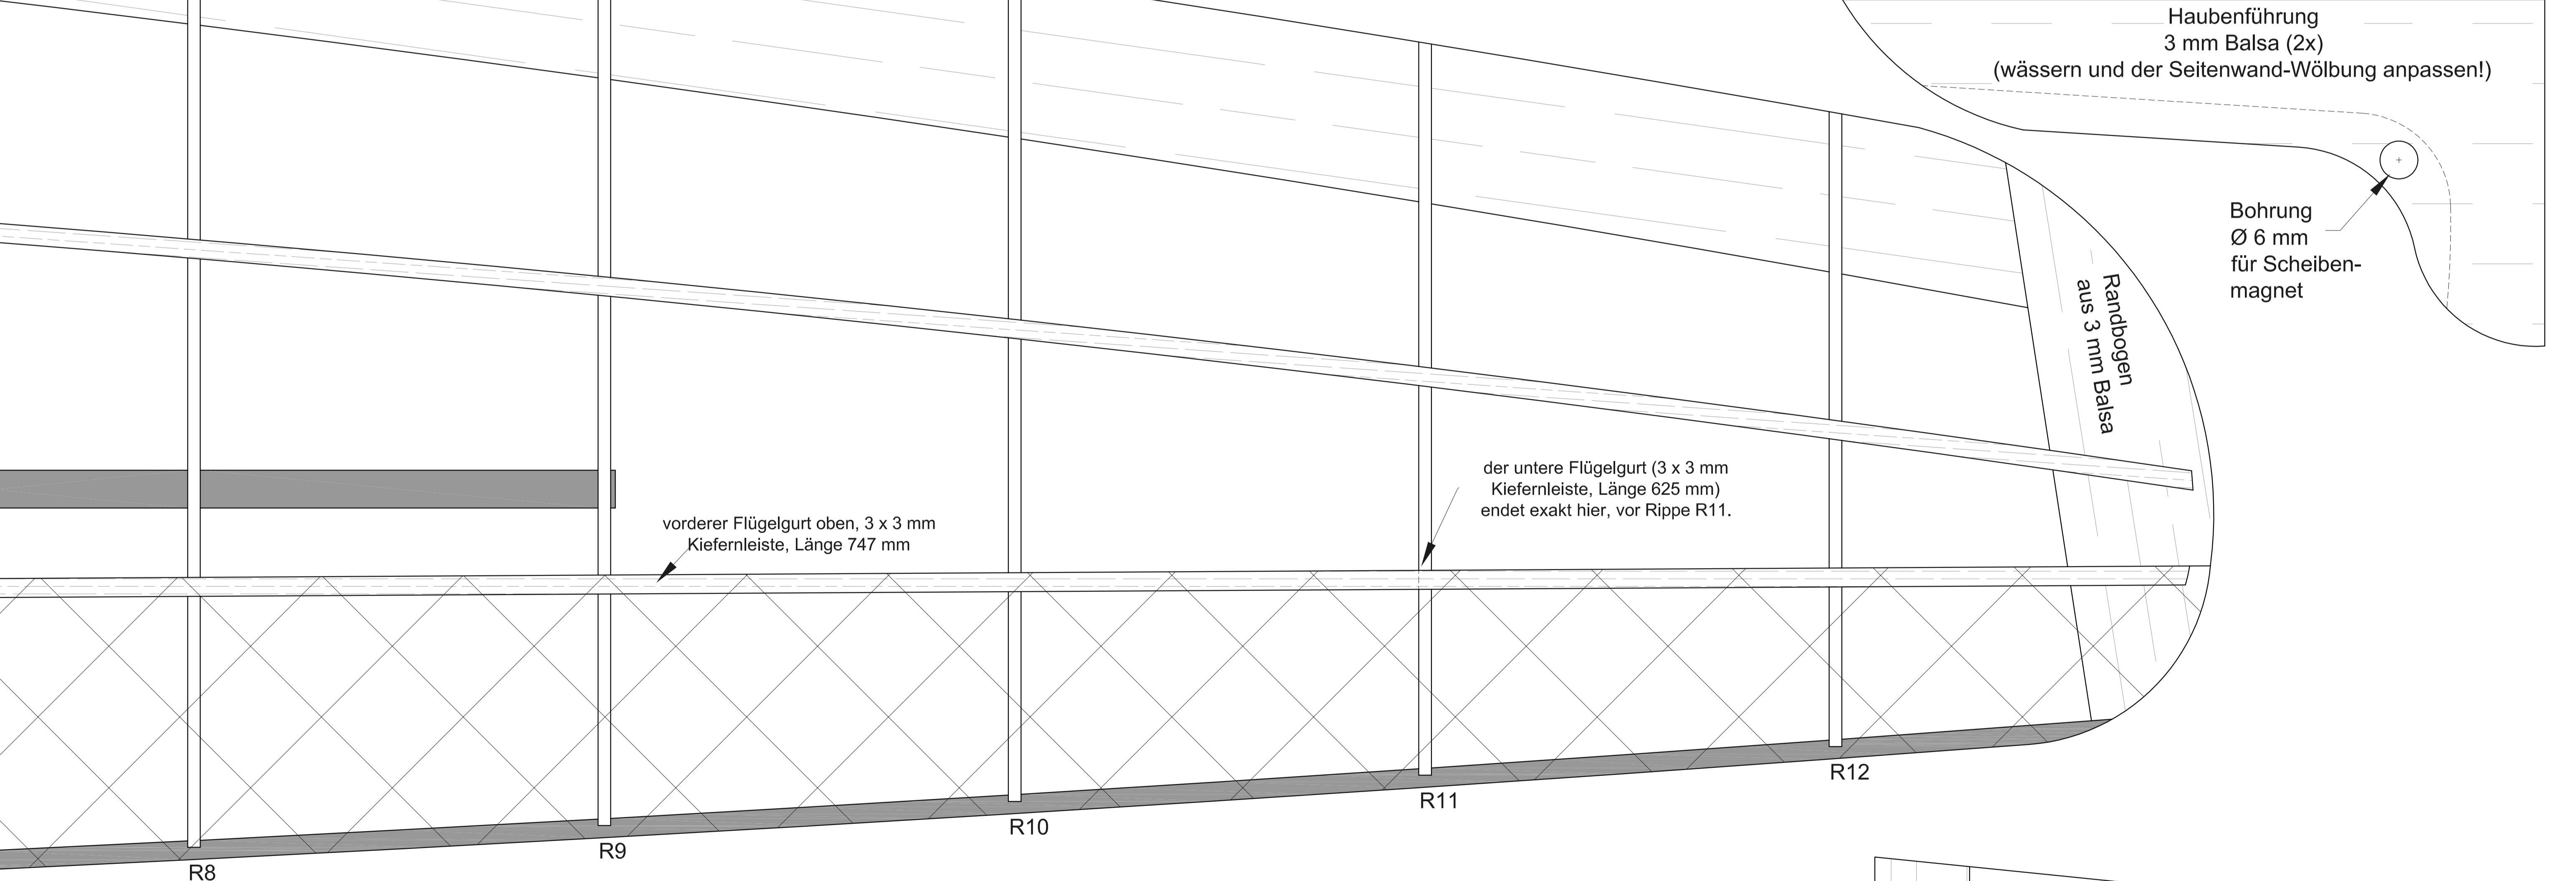 Haubenführung
3 mm Balsa (2x)
(wässern und der Seitenwand-Wölbung anpassen!)
Bohrung
Ø 6 mm
für Scheiben-
magnet
Randbogen
aus 3 mm Balsa
der untere Flügelgurt (3 x 3 mm
Kiefernleiste, Länge 625 mm)
endet exakt hier, vor Rippe R11.
vorderer Flügelgurt oben, 3 x 3 mm
Kiefernleiste, Länge 747 mm
R12
R11
R10
R9
R8